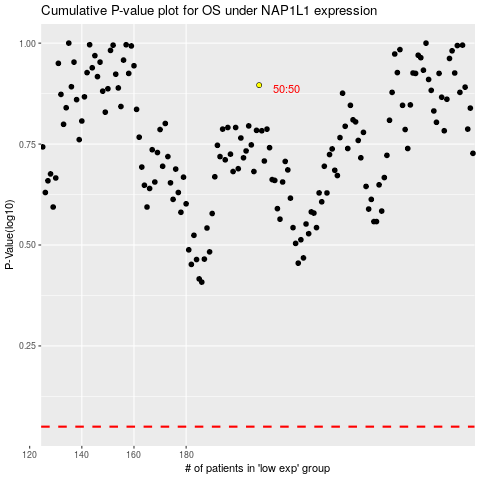 Cumulative P-value plot for OS under NAP1L1 expression
1.00
50:50
0.75
0.50
0.25
P-Value(log10)
120 140 160 180
# of patients in 'low exp' group